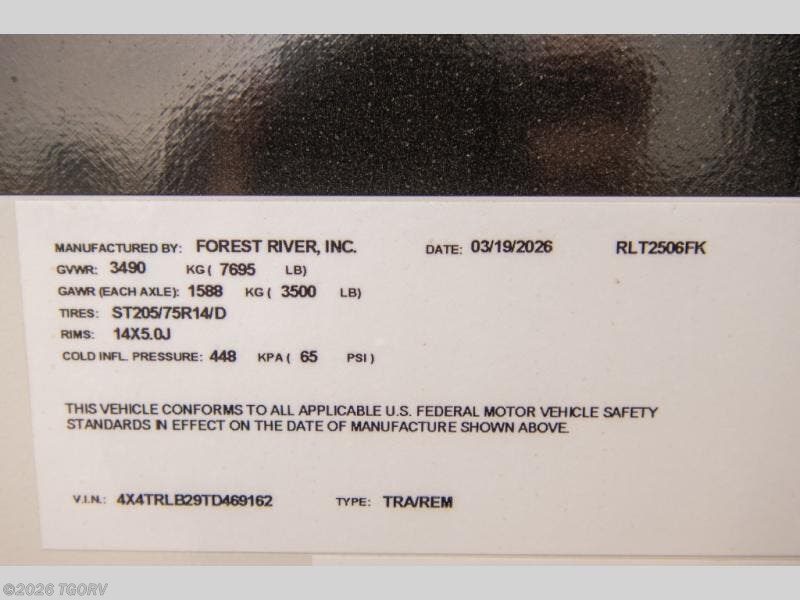 MANUFACTURED BY: FOREST RIVER, INC. DATE: 03/19/2026 RLT2506FK
GVWR: 3490 KG ( 7695 LB)
GAWR (EACH AXLE): 1588 KG ( 3500 LB)
TIRES: ST205/75R14/D
RIMS: 14X5.0J
COLD INFL. PRESSURE: 448 KPA ( 65 PSI )
THIS VEHICLE CONFORMS TO ALL APPLICABLE U.S. FEDERAL MOTOR VEHICLE SAFETY
STANDARDS IN EFFECT ON THE DATE OF MANUFACTURE SHOWN ABOVE.
V.I.N.: 4X4TRLB29TD469162 TYPE: TRA/REM
©2026 TGORV